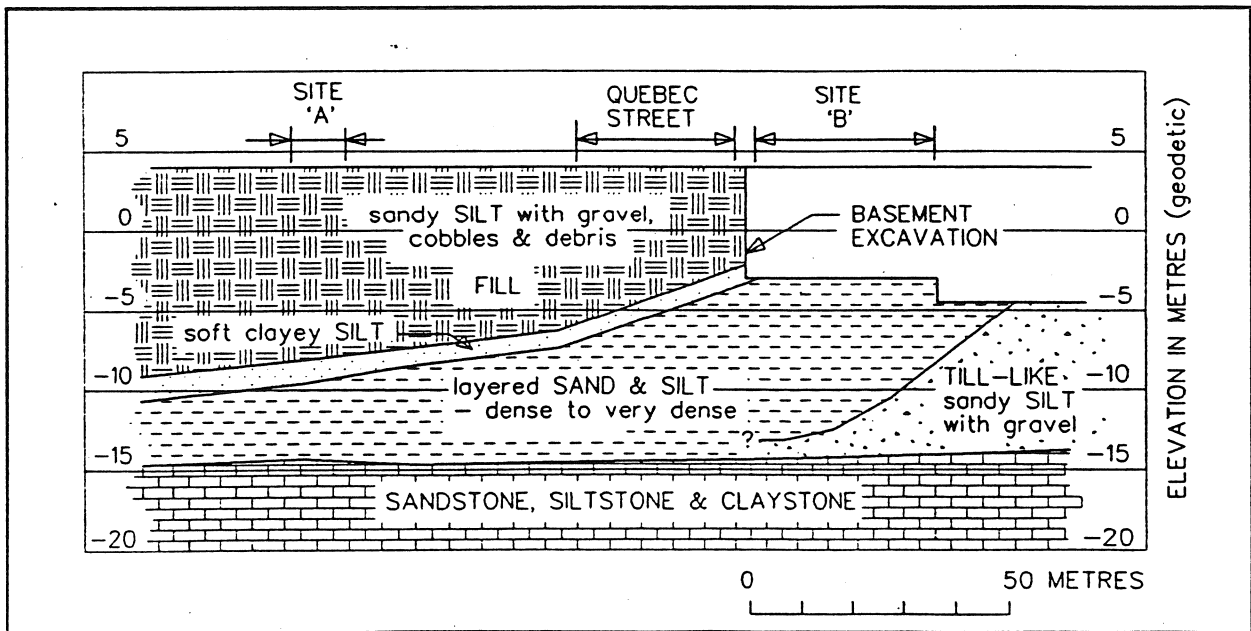 SITE
'A'
QUEBEC
STREET
SITE
'B'
5
5
0
sandy SILT with gravel,
cobbles & debris
BASEMENT
EXCAVATION
0
FILL
-5
-5
soft clayey SILT
-10
layered SAND & SILT
- dense to very dense
TILL-LIKE
sandy SILT
with gravel
-10
?
-15
-15
SANDSTONE, SILTSTONE & CLAYSTONE
-20
-20
ELEVATION IN METRES (geodetic)
0
50 METRES